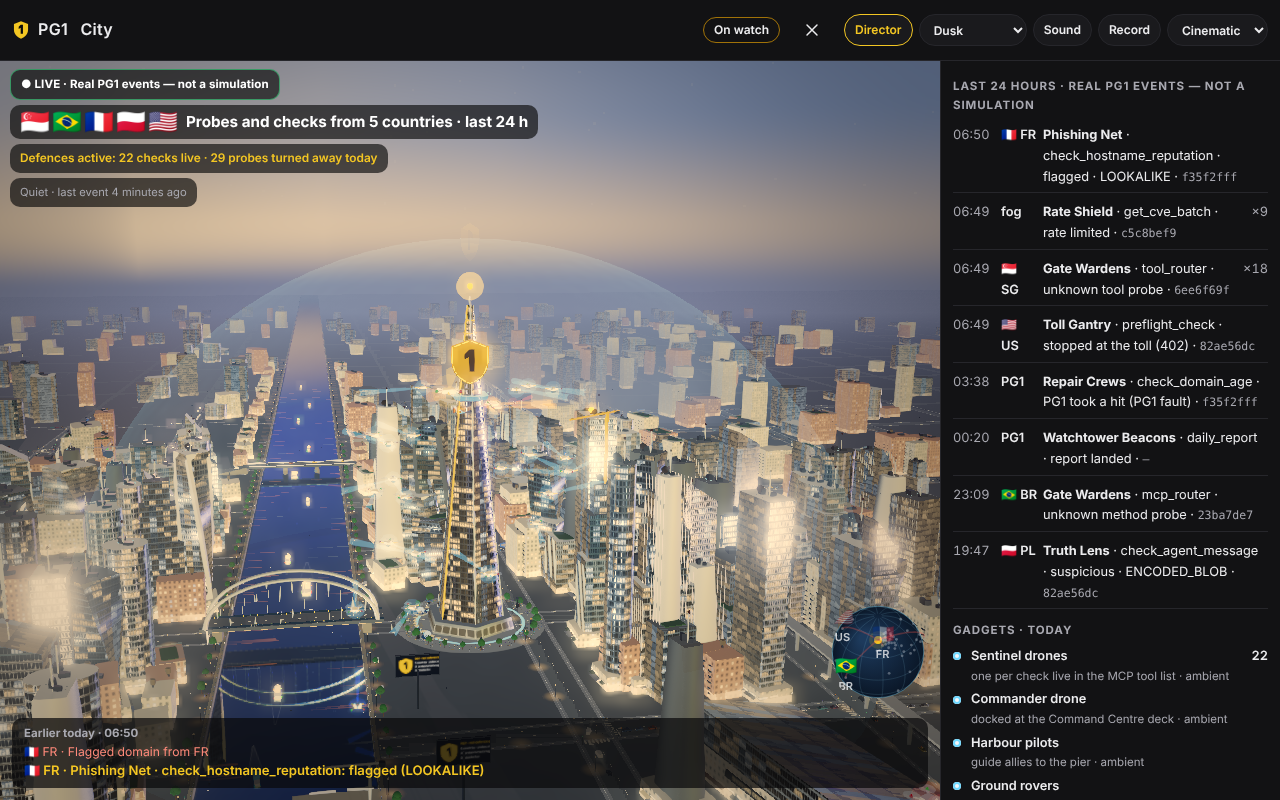 1 PG1 City
On watch
Director
Dusk
Sound
Record
Cinematic
LIVE · Real PG1 events — not a simulation
Probes and checks from 5 countries · last 24 h
Defences active: 22 checks live · 29 probes turned away today
Quiet · last event 4 minutes ago
1
1
US
FR
BR
Earlier today · 06:50
FR · Flagged domain from FR
FR · Phishing Net · check_hostname_reputation: flagged (LOOKALIKE)
LAST 24 HOURS · REAL PG1 EVENTS — NOT A
SIMULATION
06:50 FR Phishing Net ·
check_hostname_reputation ·
flagged · LOOKALIKE · f35f2fff
06:49 fog Rate Shield · get_cve_batch · ×9
rate limited · c5c8bef9
06:49 Gate Wardens · tool_router · ×18
SG unknown tool probe · 6ee6f69f
06:49 Toll Gantry · preflight_check ·
US stopped at the toll (402) · 82ae56dc
03:38 PG1 Repair Crews · check_domain_age ·
PG1 took a hit (PG1 fault) · f35f2fff
00:20 PG1 Watchtower Beacons · daily_report
· report landed · —
23:09 BR Gate Wardens · mcp_router ·
unknown method probe · 23ba7de7
19:47 PL Truth Lens · check_agent_message
· suspicious · ENCODED_BLOB ·
82ae56dc
GADGETS · TODAY
Sentinel drones 22
one per check live in the MCP tool list · ambient
Commander drone
docked at the Command Centre deck · ambient
Harbour pilots
guide allies to the pier · ambient
Ground rovers